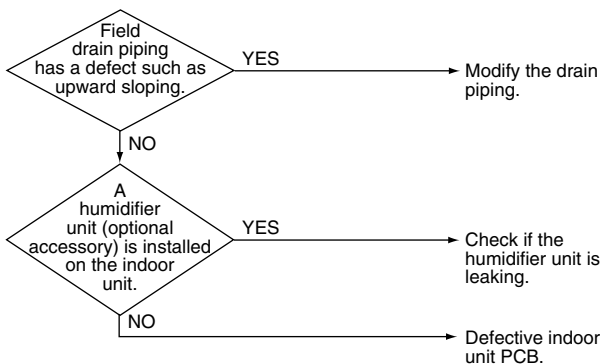 Field
drain piping
has a defect such as
upward sloping.
YES
Modify the drain
piping.
NO
A
humidifier
unit (optional
accessory) is installed
on the indoor
unit.
YES
Check if the
humidifier unit is
leaking.
NO
Defective indoor
unit PCB.